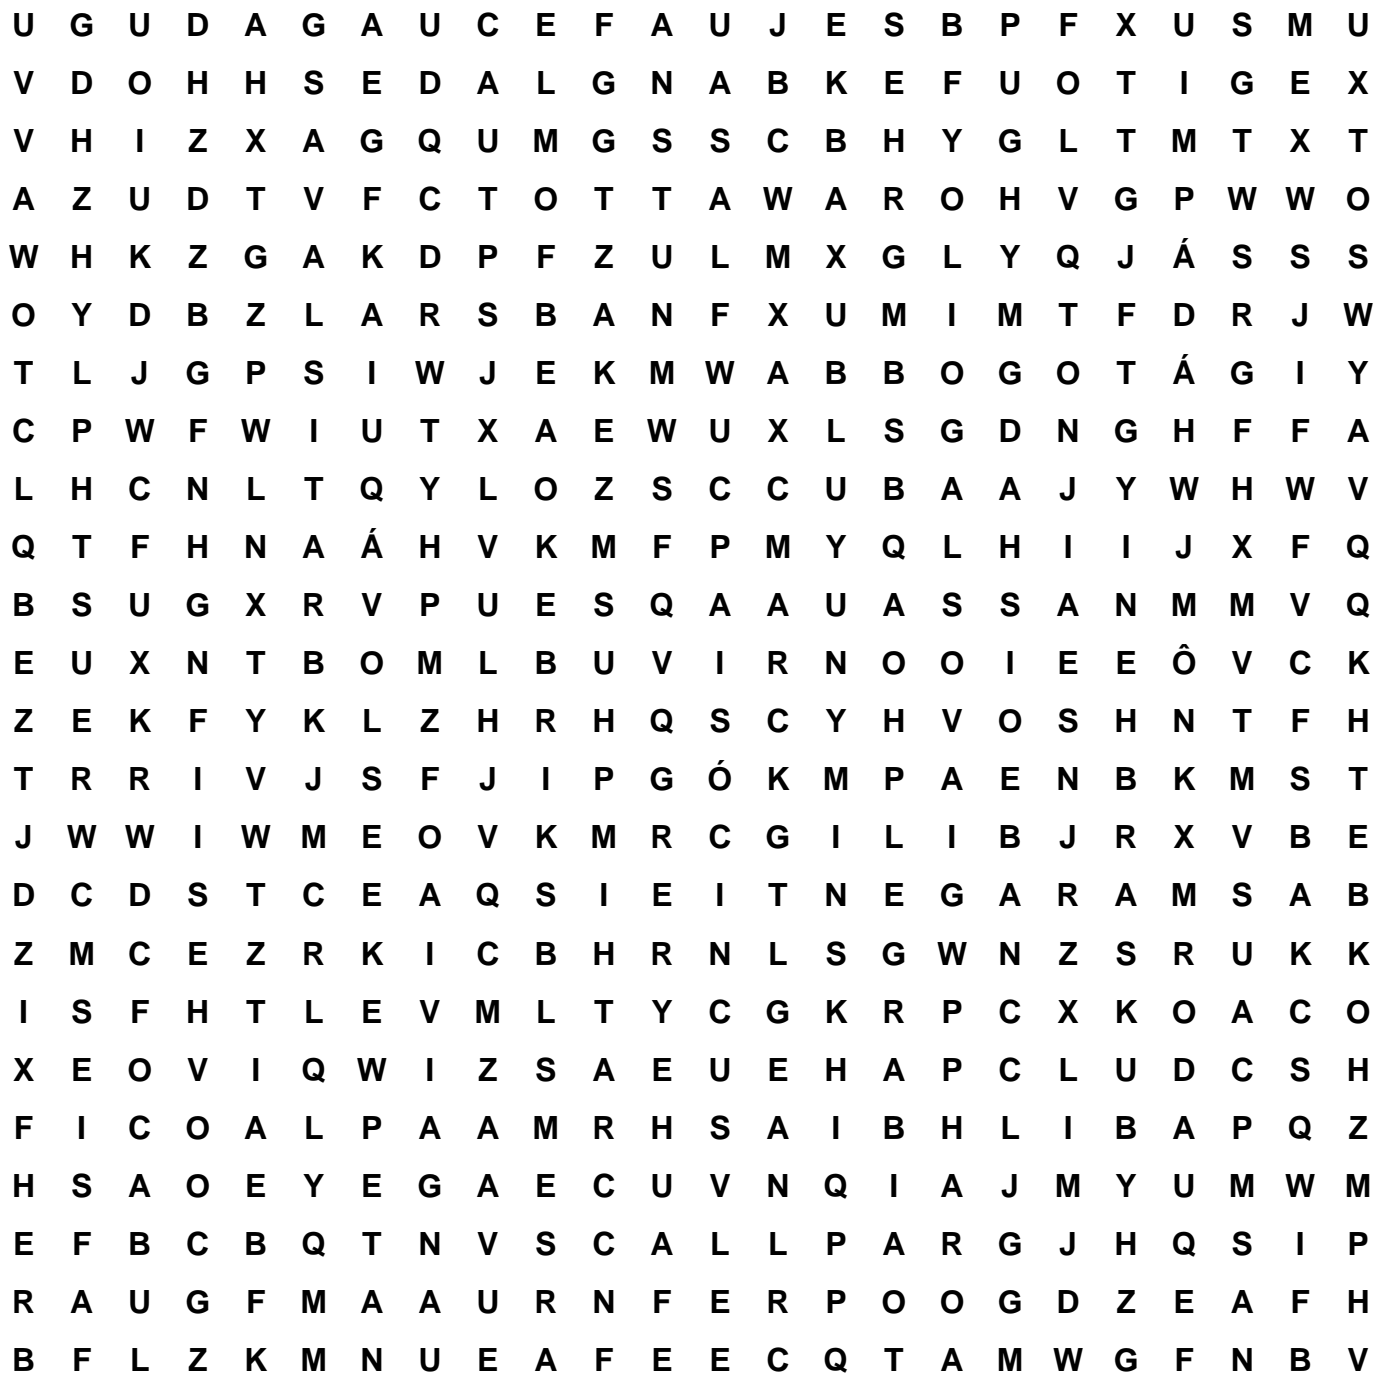 U G U D A G A U C E F A U J E S B P F X U S M U
V D O H H S E D A L G N A B K E F U O T I G E X
V H I Z X A G Q U M G S S C B H Y G L T M T X T
A Z U D T V F C T O T T A W A R O H V G P W W O
W H K Z G A K D P F Z U L M X G L Y Q J Á S S S
O Y D B Z L A R S B A N F X U M I M T F D R J W
T L J G P S I W J E K M W A B B O G O T Á G I Y
C P W F W I U T X A E W U X L S G D N G H F F A
L H C N L T Q Y L O Z S C C U B A A J Y W H W V
Q T F H N A Á H V K M F P M Y Q L H I I J X F Q
B S U G X R V P U E S Q A A U A S S A N M M V Q
E U X N T B O M L B U V I R N O O I E E Ô V C K
Z E K F Y K L Z H R H Q S C Y H V O S H N T F H
T R R I V J S F J I P G Ó K M P A E N B K M S T
J W W I W M E O V K M R C G I L I B J R X V B E
D C D S T C E A Q S I E I T N E G A R A M S A B
Z M C E Z R K I C B H R N L S G W N Z S R U K K
I S F H T L E V M L T Y C G K R P C X K O A C O
X E O V I Q W I Z S A E U E H A P C L U D C S H
F I C O A L P A A M R H S A I B H L I B A P Q Z
H S A O E Y E G A E C U V N Q I A J M Y U M W M
E F B C B Q T N V S C A L L P A R G J H Q S I P
R A U G F M A A U R N F E R P O O G D Z E A F H
B F L Z K M N U E A F E E C Q T A M W G F N B V